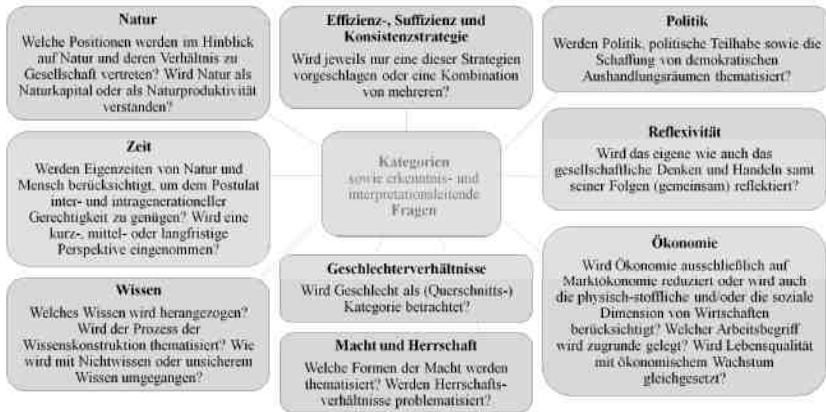 Natur
Welche Positionen werden im Hinblick
auf Natur und deren Verhältnis zu
Gesellschaft vertreten? Wird Natur als
Naturkapital oder als Naturproduktivität
verstanden?
Effizienz-, Suffizienz und
Konsistenzstrategie
Wird jeweils nur eine dieser Strategien
vorgeschlagen oder eine Kombination
von mehreren?
Politik
Werden Politik, politische Teilhabe sowie die
Schaffung von demokratischen
Aushandlungsräumen thematisiert?
Zeit
Werden Eigenzeiten von Natur und
Mensch berücksichtigt, um dem Postulat
inter- und intragenerationeller
Gerechtigkeit zu genügen? Wird eine
kurz-, mittel- oder langfristige
Perspektive eingenommen?
Kategorien
sowie erkenntnis- und
interpretationsleitende
Fragen
Reflexivität
Wird das eigene wie auch das
gesellschaftliche Denken und Handeln samt
seiner Folgen (gemeinsam) reflektiert?
Wissen
Welches Wissen wird herangezogen?
Wird der Prozess der
Wissenskonstruktion thematisiert? Wie
wird mit Nichtwissen oder unsicherem
Wissen umgegangen?
Geschlechterverhältnisse
Wird Geschlecht als (Querschnitts-)
Kategorie betrachtet?
Macht und Herrschaft
Welche Formen der Macht werden
thematisiert? Werden Herrschafts-
verhältnisse problematisiert?
Ökonomie
Wird Ökonomie ausschließlich auf
Marktökonomie reduziert oder wird auch
die physisch-stoffliche und/oder die soziale
Dimension von Wirtschaften
berücksichtigt? Welcher Arbeitsbegriff
wird zugrunde gelegt? Wird Lebensqualität
mit ökonomischem Wachstum
gleichgesetzt?